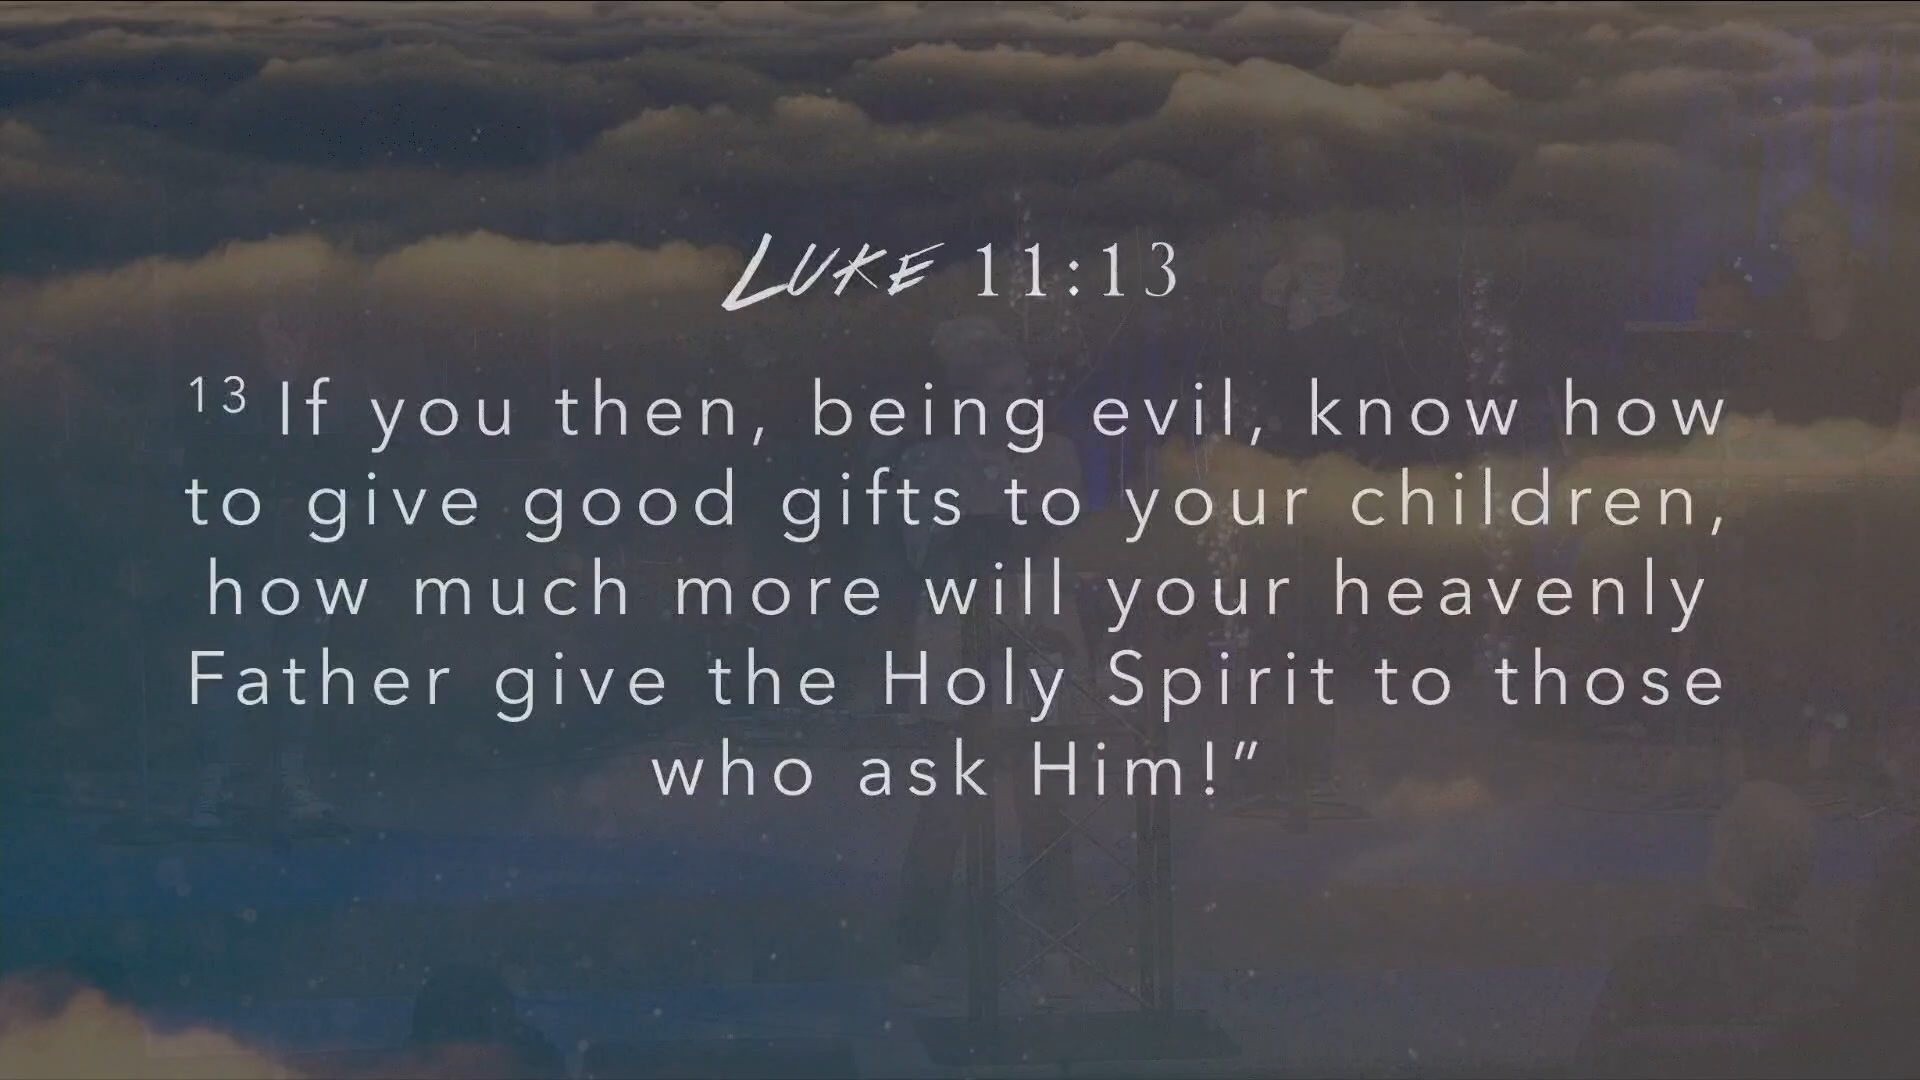 LUKE 11:13
13 If you then, being evil, know how
to give good gifts to your children,
how much more will your heavenly
Father give the Holy Spirit to those
who ask Him!”